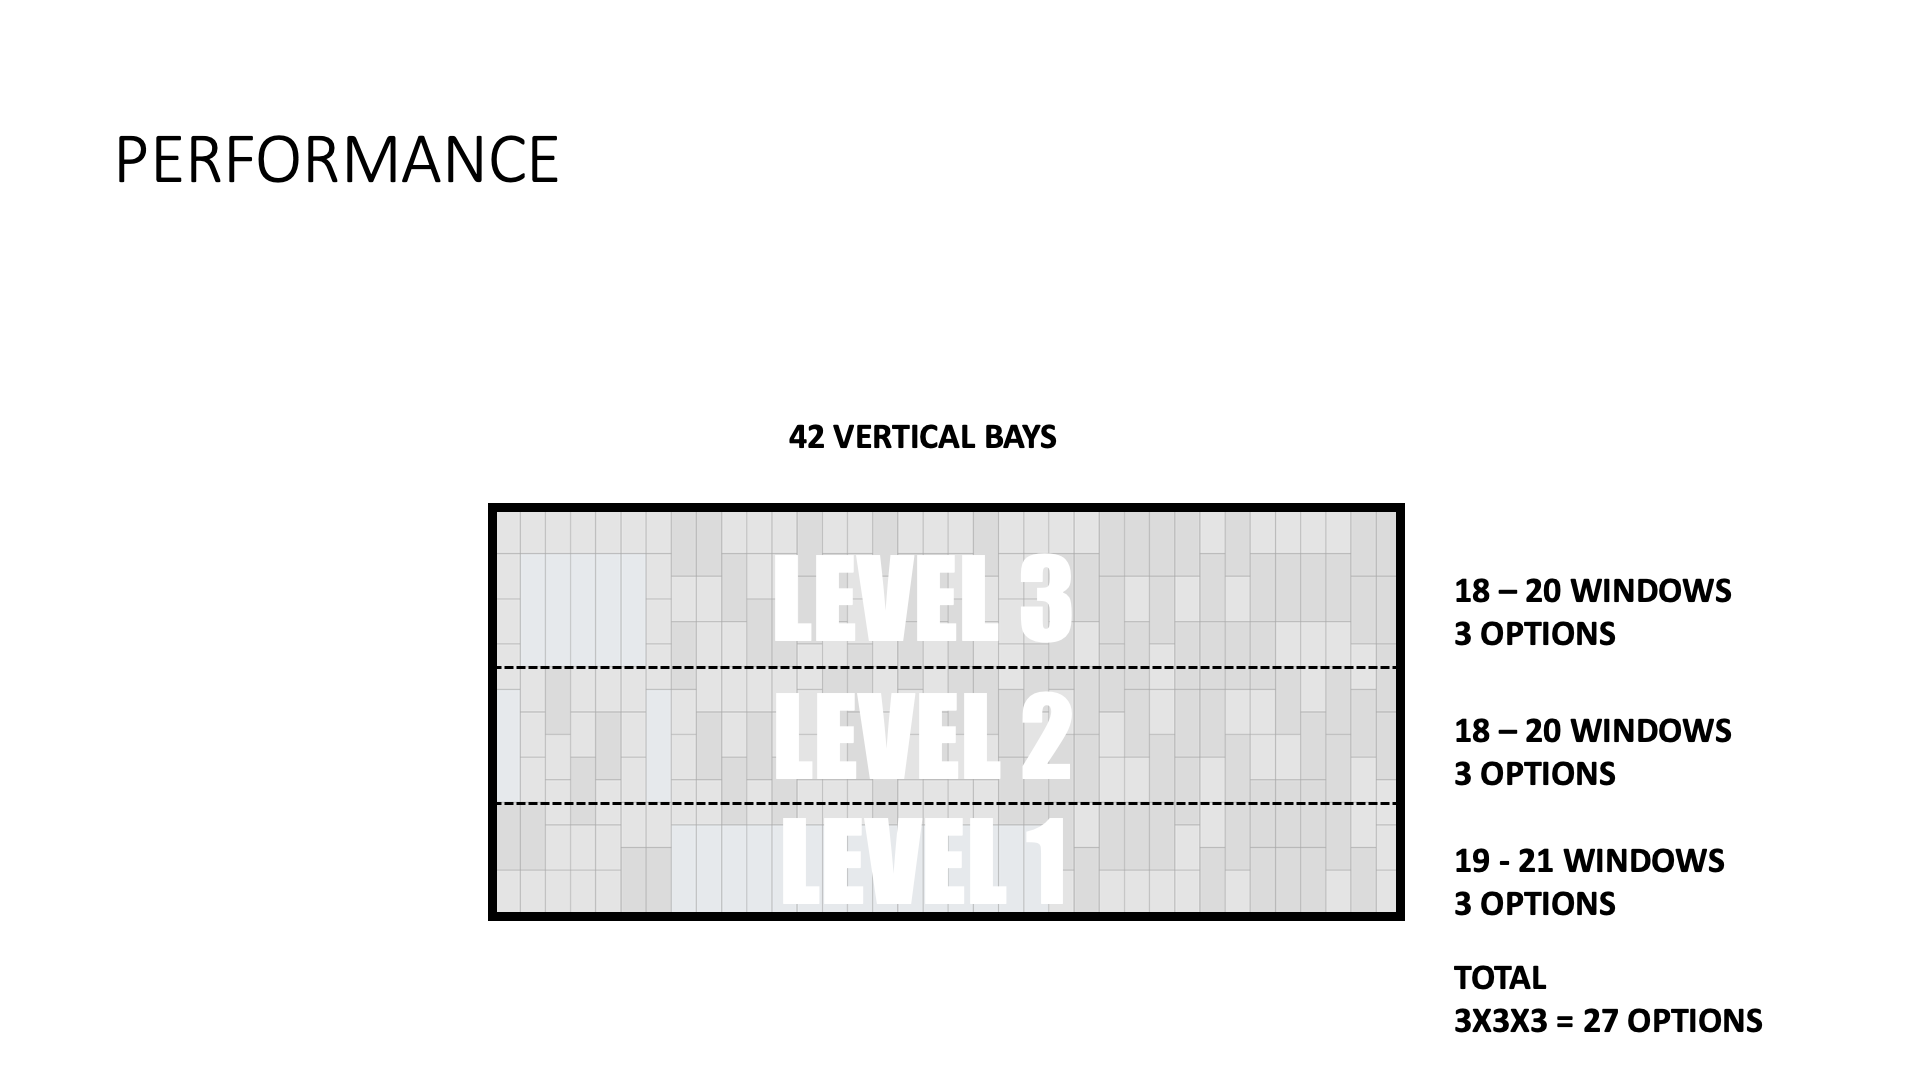 PERFORMANCE
42 VERTICAL BAYS
LEVEL 3
18 – 20 WINDOWS
3 OPTIONS
LEVEL 2
18 – 20 WINDOWS
3 OPTIONS
LEVEL 1
19 - 21 WINDOWS
3 OPTIONS
TOTAL
3X3X3 = 27 OPTIONS